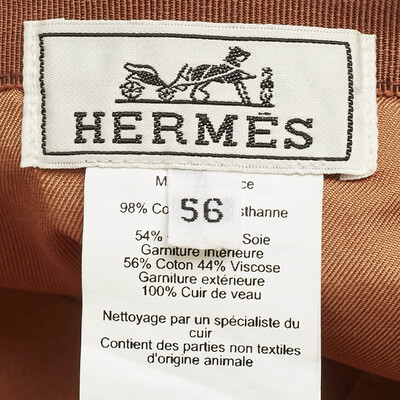 HERMÈS
56
98%
54% Soie
Garniture intérieure
56% Coton 44% Viscose
Garniture extérieure
100% Cuir de veau
Nettoyage par un spécialiste du
cuir
Contient des parties non textiles
d'origine animale